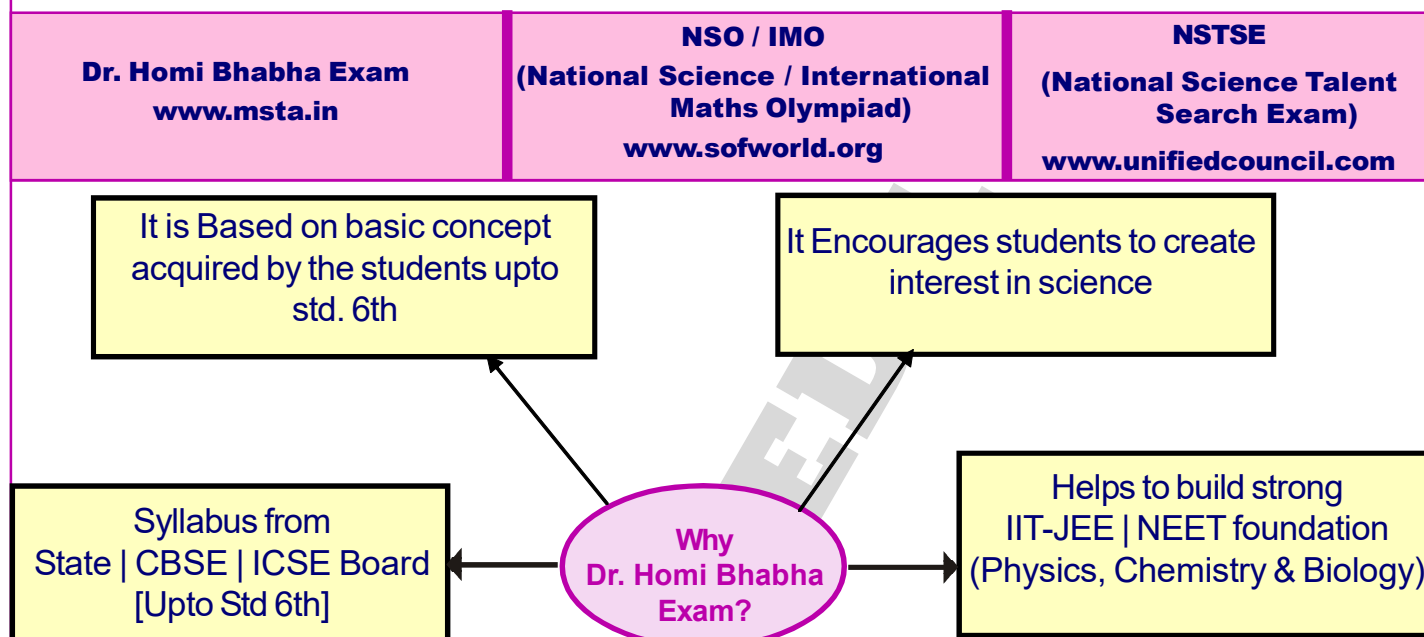 Dr. Homi Bhabha Exam
www.msta.in
NSO / IMO
(National Science / International
Maths Olympiad)
www.sofworld.org
NSTSE
(National Science Talent
Search Exam)
www.unifiedcouncil.com
It is Based on basic concept
acquired by the students upto
std. 6th
It Encourages students to create
interest in science
Syllabus from
State | CBSE | ICSE Board
[Upto Std 6th]
Why
Dr. Homi Bhabha
Exam?
Helps to build strong
IIT-JEE | NEET foundation
(Physics, Chemistry & Biology)